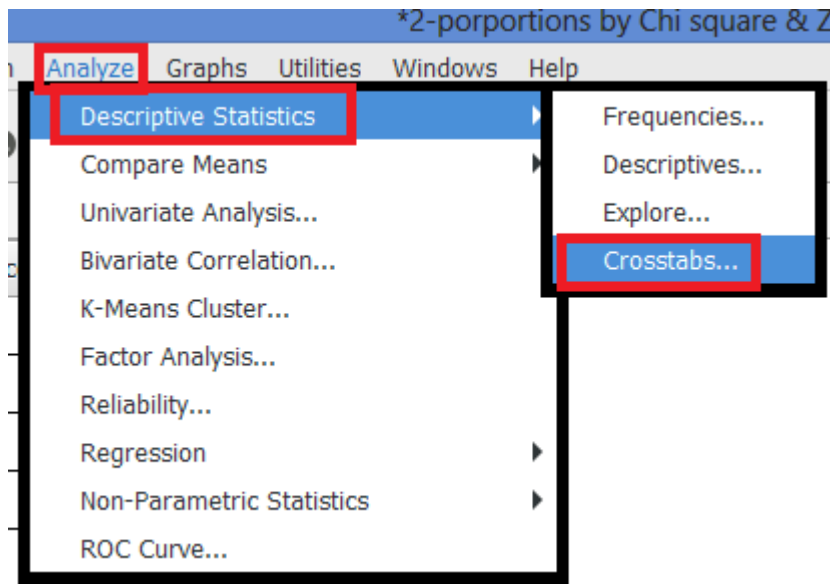 *2-porportions by Chi square & Z
Analyze Graphs Utilities Windows Help
Descriptive Statistics
Compare Means
Univariate Analysis...
Bivariate Correlation...
K-Means Cluster...
Factor Analysis...
Reliability...
Regression
Non-Parametric Statistics
ROC Curve...
Frequencies...
Descriptives...
Explore...
Crosstabs...